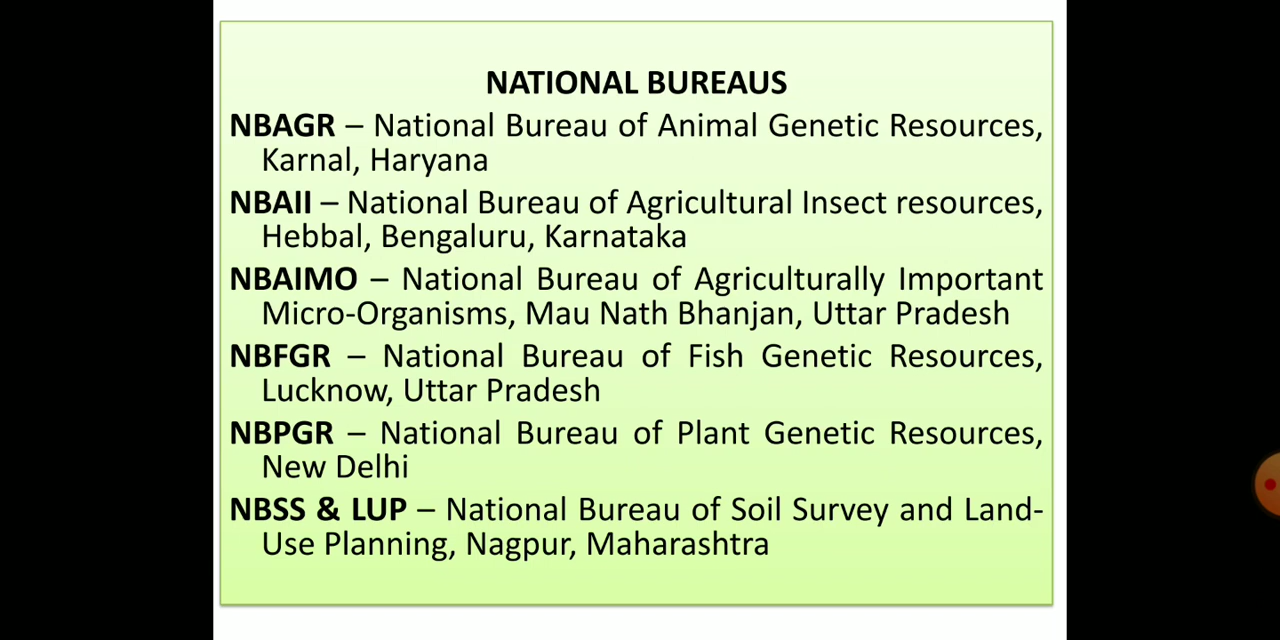 NATIONAL BUREAUS
NBAGR – National Bureau of Animal Genetic Resources,
Karnal, Haryana
NBAII – National Bureau of Agricultural Insect resources,
Hebbal, Bengaluru, Karnataka
NBAIMO – National Bureau of Agriculturally Important
Micro-Organisms, Mau Nath Bhanjan, Uttar Pradesh
NBFGR – National Bureau of Fish Genetic Resources,
Lucknow, Uttar Pradesh
NBPGR – National Bureau of Plant Genetic Resources,
New Delhi
NBSS & LUP – National Bureau of Soil Survey and Land-
Use Planning, Nagpur, Maharashtra